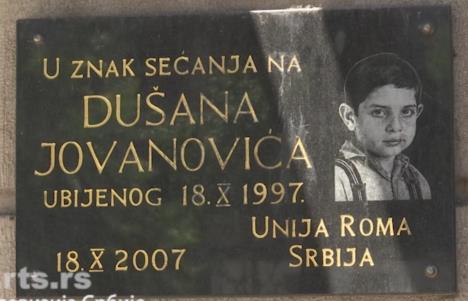 U ZNAK SEĆANJA NA
DUŠANA
JOVANOVIĆA
UBIJENOG 18.X 1997.
UNIJA ROMA
SRBIJA
18.X 2007
rts.rs